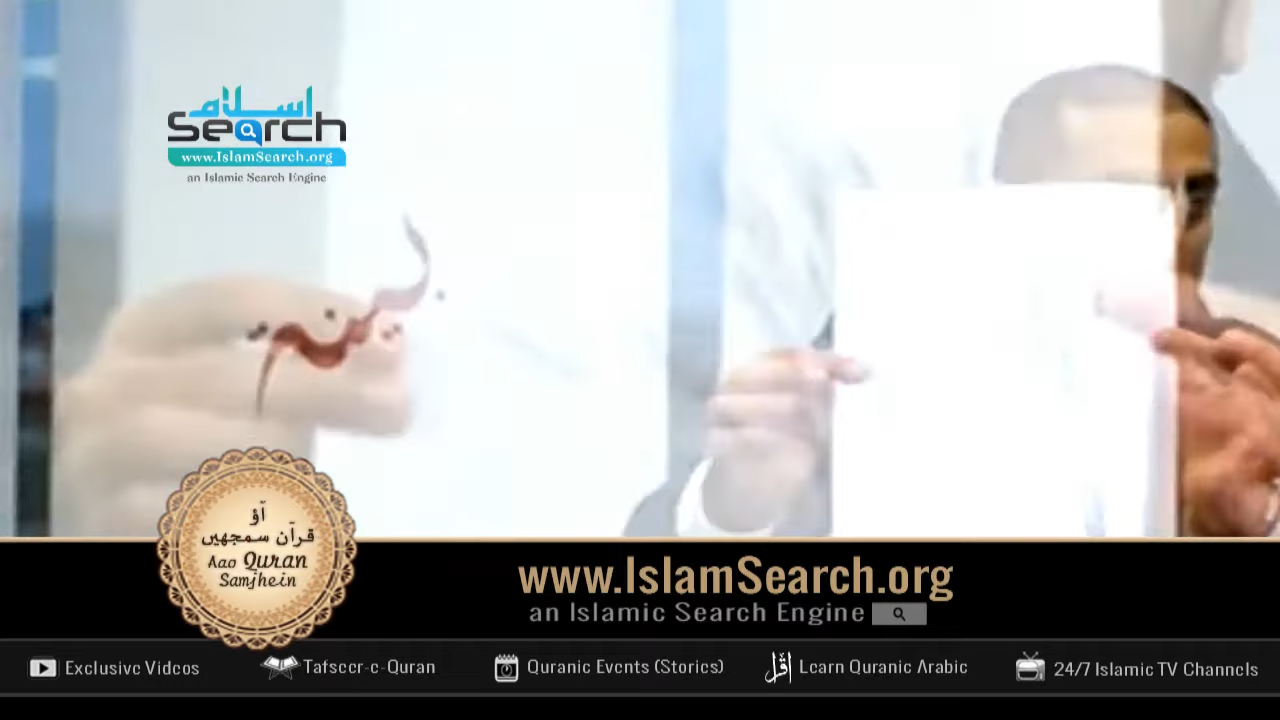 اسلام
Search
www.IslamSearch.org
an Islamic Search Engine
آؤ
قرآن سمجھیں
Aao Quran
Samjhein
www.IslamSearch.org
an Islamic Search Engine
Exclusive Videos
Tafseer-e-Quran
Quranic Events (Stories)
اقرأ
Learn Quranic Arabic
24/7 Islamic TV Channels